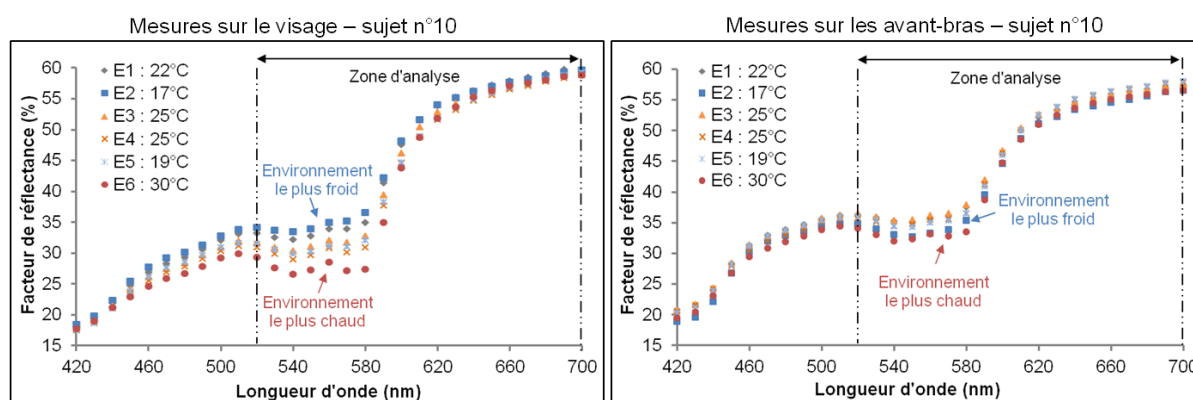 Mesures sur le visage – sujet n°10
Facteur de réflectance (%)
60
55
50
45
40
35
30
25
20
15
E1 : 22°C
E2 : 17°C
E3 : 25°C
E4 : 25°C
E5 : 19°C
E6 : 30°C
Zone d'analyse
Environnement
le plus froid
Environnement
le plus chaud
420 460 500 540 580 620 660 700
Longueur d'onde (nm)
Mesures sur les avant-bras – sujet n°10
Facteur de réflectance (%)
60
55
50
45
40
35
30
25
20
15
E1 : 22°C
E2 : 17°C
E3 : 25°C
E4 : 25°C
E5 : 19°C
E6 : 30°C
Zone d'analyse
Environnement
le plus froid
Environnement
le plus chaud
420 460 500 540 580 620 660 700
Longueur d'onde (nm)